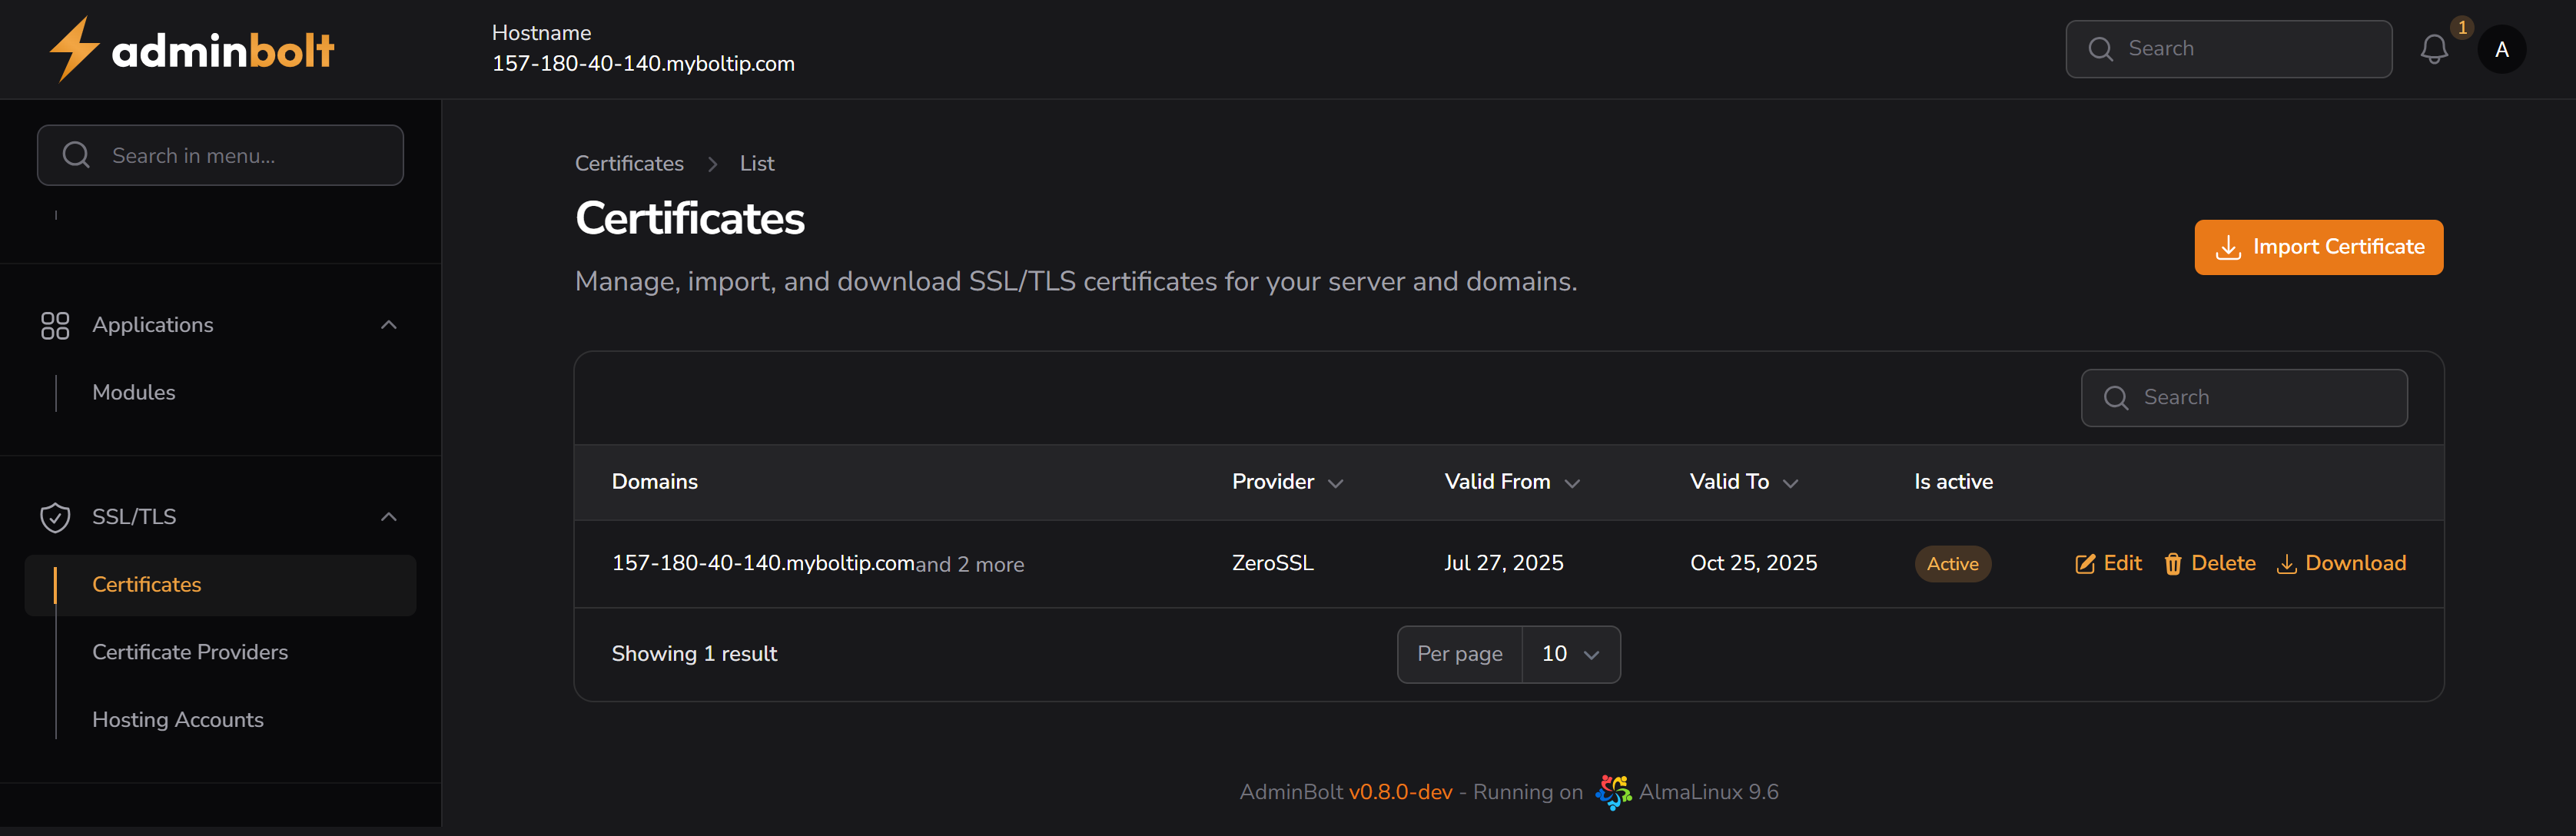 adminbolt
Hostname
157-180-40-140.myboltip.com
Search
1
A
Search in menu...
Applications
Modules
SSL/TLS
Certificates
Certificate Providers
Hosting Accounts
Certificates > List
Certificates
Manage, import, and download SSL/TLS certificates for your server and domains.
Import Certificate
Search
Domains Provider Valid From Valid To Is active
157-180-40-140.myboltip.comand 2 more ZeroSSL Jul 27, 2025 Oct 25, 2025 Active Edit Delete Download
Showing 1 result Per page 10
AdminBolt v0.8.0-dev - Running on AlmaLinux 9.6